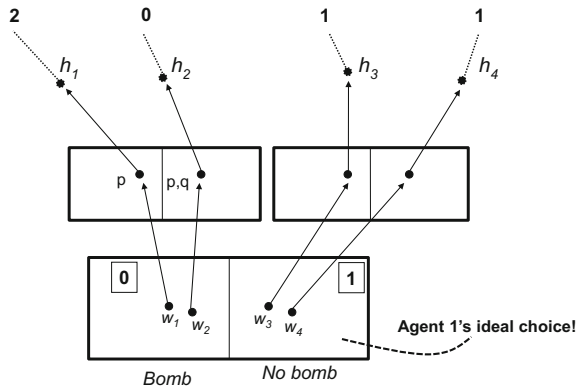 2 0 1 1
h1 h2 h3 h4
p p,q
0 1
w1 w2 w3 w4
Agent 1's ideal choice!
Bomb No bomb